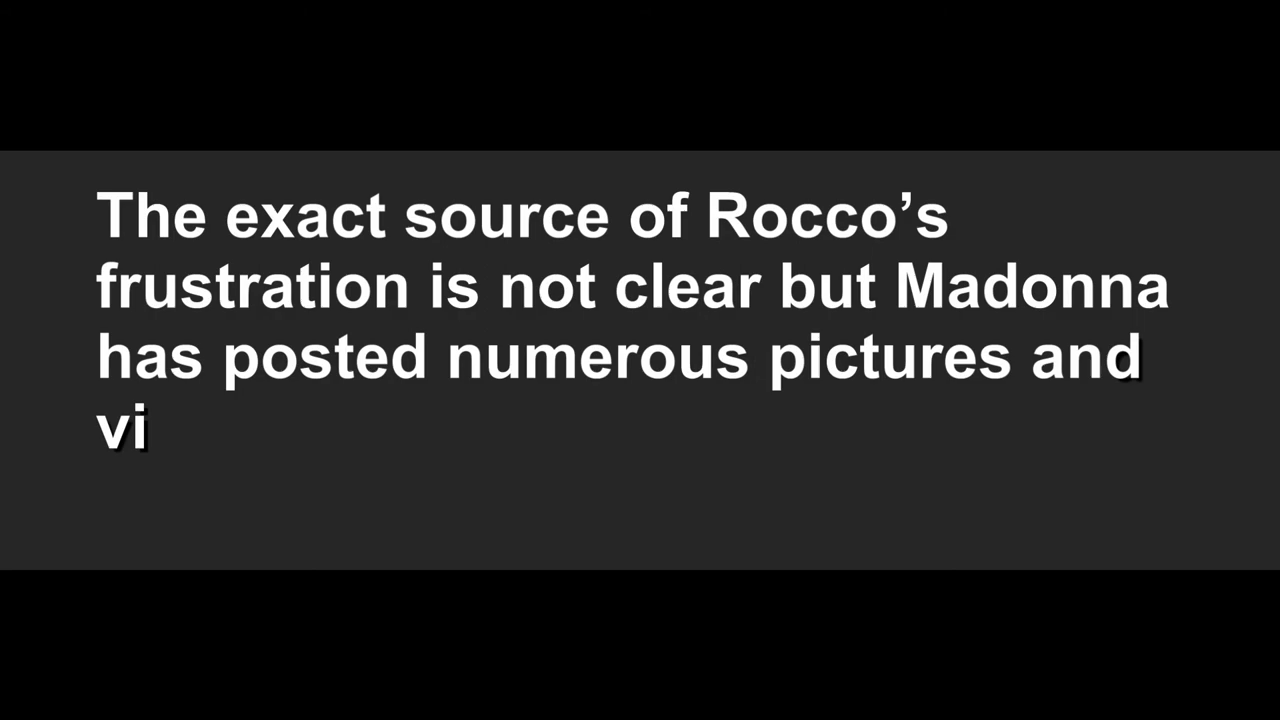 The exact source of Rocco’s
frustration is not clear but Madonna
has posted numerous pictures and
vi